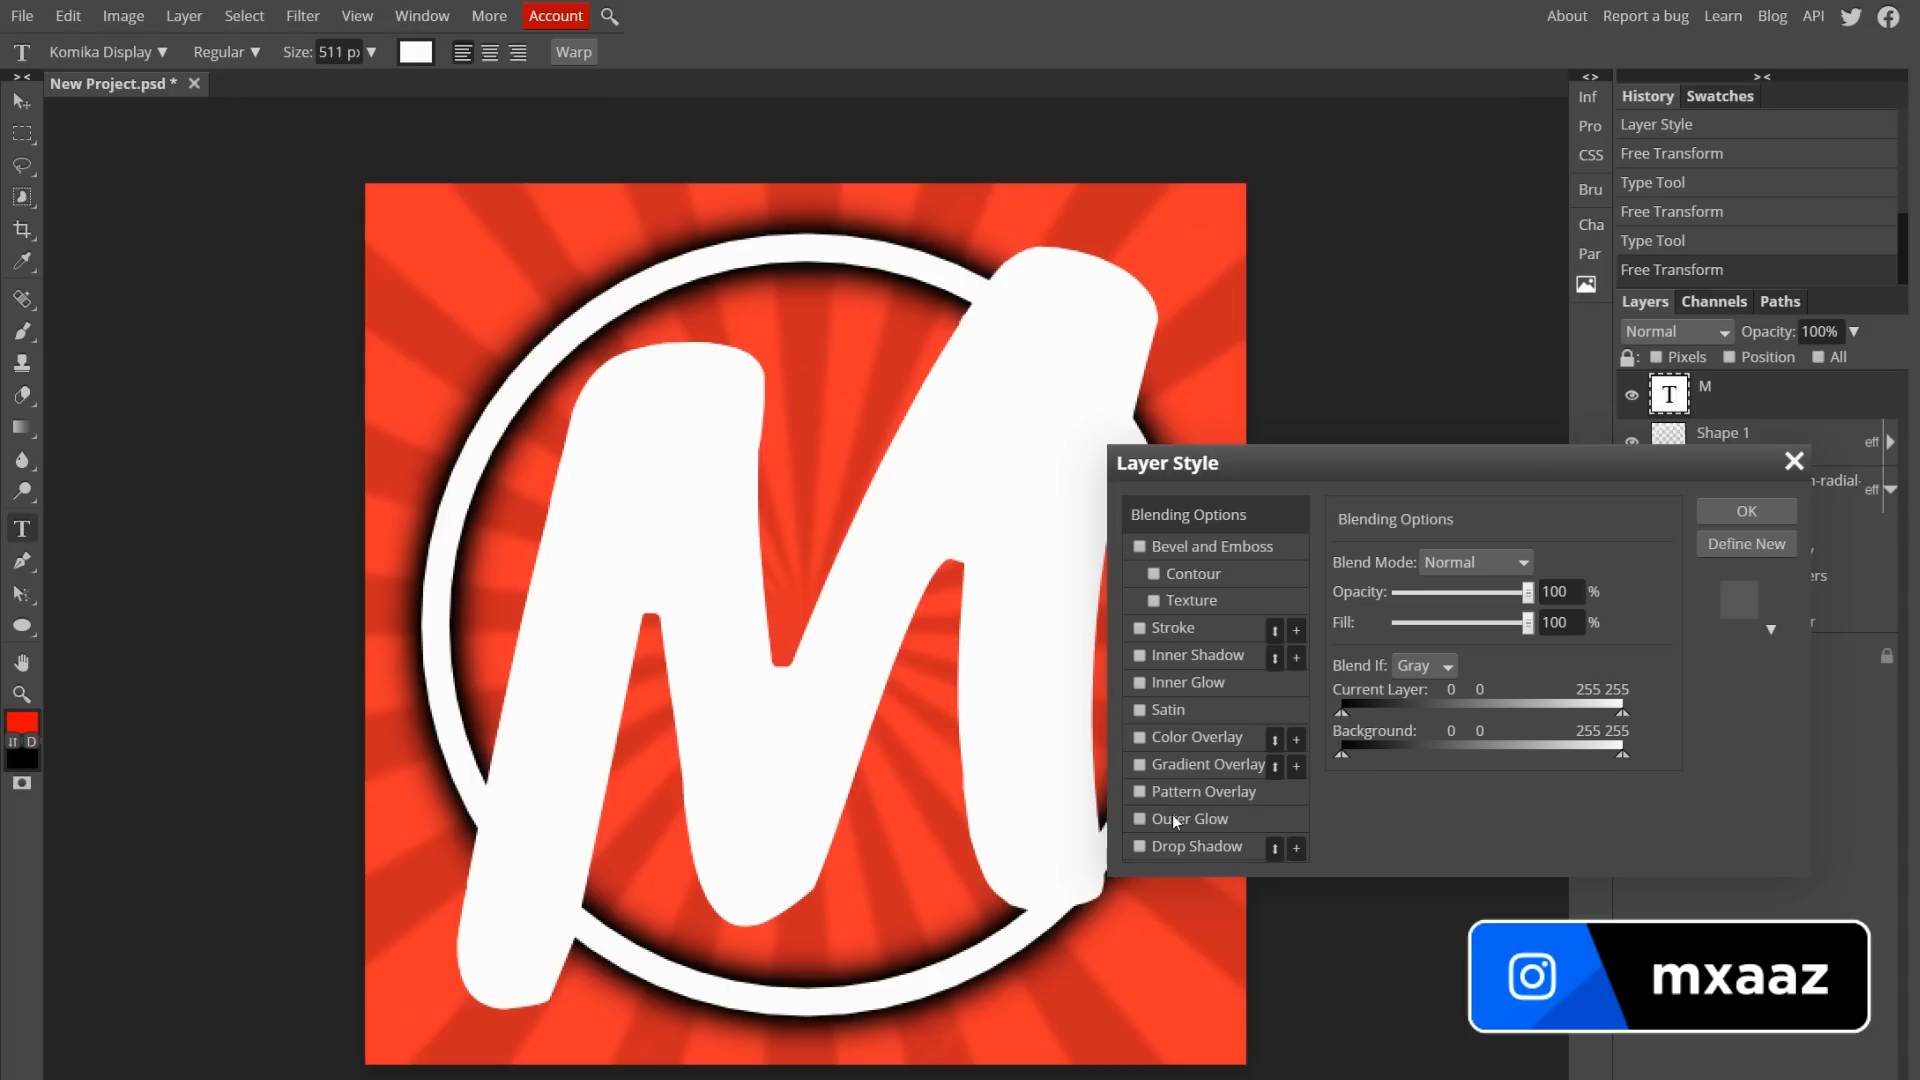 File Edit Image Layer Select Filter View Window More Account
About Report a bug Learn Blog API
T Komika Display Regular Size: 511 px Warp
New Project.psd *
Inf
Pro
CSS
Bru
Cha
Par
History Swatches
Layer Style
Free Transform
Type Tool
Free Transform
Type Tool
Free Transform
Layers Channels Paths
Normal Opacity: 100%
Pixels Position All
T M
Shape 1 eff
n-radial- eff
T
D
M
Layer Style
Blending Options
Bevel and Emboss
Contour
Texture
Stroke
Inner Shadow
Inner Glow
Satin
Color Overlay
Gradient Overlay
Pattern Overlay
Outer Glow
Drop Shadow
Blending Options
Blend Mode: Normal
Opacity: 100 %
Fill: 100 %
Blend If: Gray
Current Layer: 0 0 255 255
Background: 0 0 255 255
OK
Define New
mxaaz